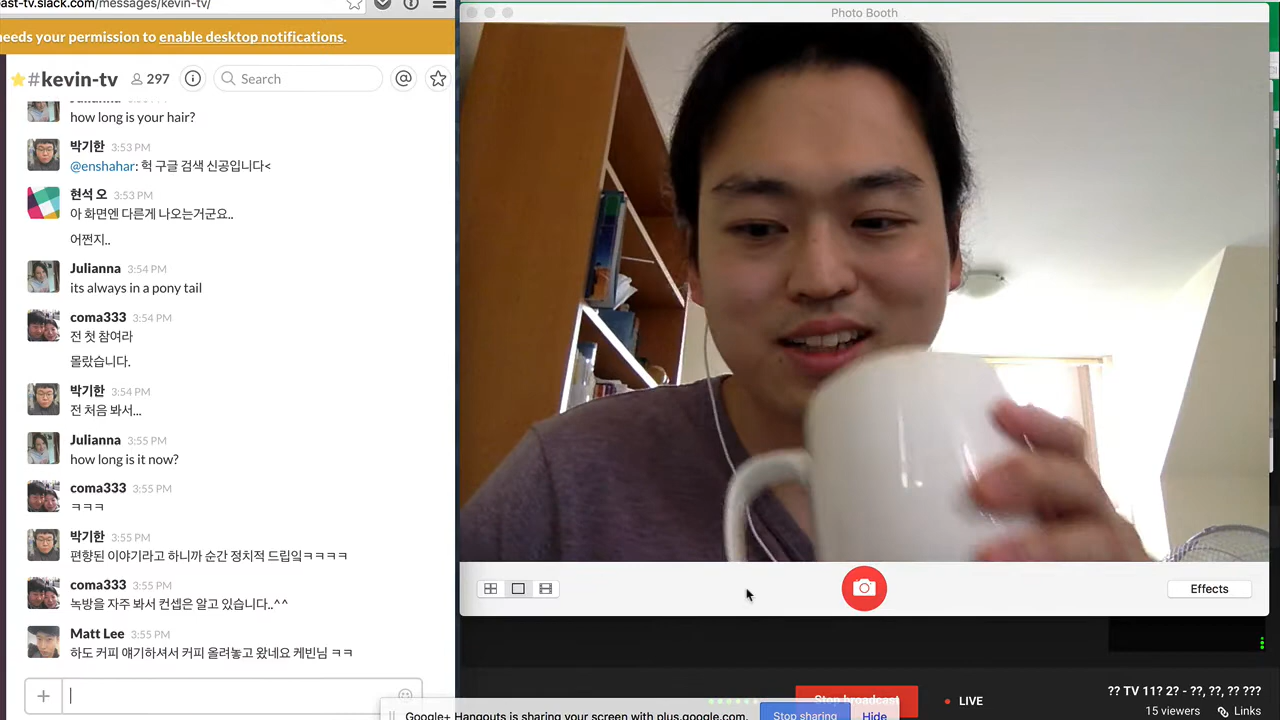 ast-tv.slack.com/messages/kevin-tv/
needs your permission to enable desktop notifications.
#kevin-tv 297 Search
Julianna
how long is your hair?
박기한 3:53 PM
@enshahar: 헉 구글 검색 신공입니다<
현석 오 3:53 PM
아 화면엔 다른게 나오는거군요..
어쩐지..
Julianna 3:54 PM
its always in a pony tail
coma333 3:54 PM
전 첫 참여라
몰랐습니다.
박기한 3:54 PM
전 처음 봐서...
Julianna 3:55 PM
how long is it now?
coma333 3:55 PM
ㅋㅋㅋ
박기한 3:55 PM
편향된 이야기라고 하니까 순간 정치적 드립잌ㅋㅋㅋㅋ
coma333 3:55 PM
녹방을 자주 봐서 컨셉은 알고 있습니다..^^
Matt Lee 3:55 PM
하도 커피 얘기하셔서 커피 올려놓고 왔네요 케빈님 ㅋㅋ
Photo Booth
Effects
Stop broadcast LIVE
?? TV 11? 2? - ??, ??, ?? ???
15 viewers Links
Google+ Hangouts is sharing your screen with plus.google.com. Stop sharing Hide